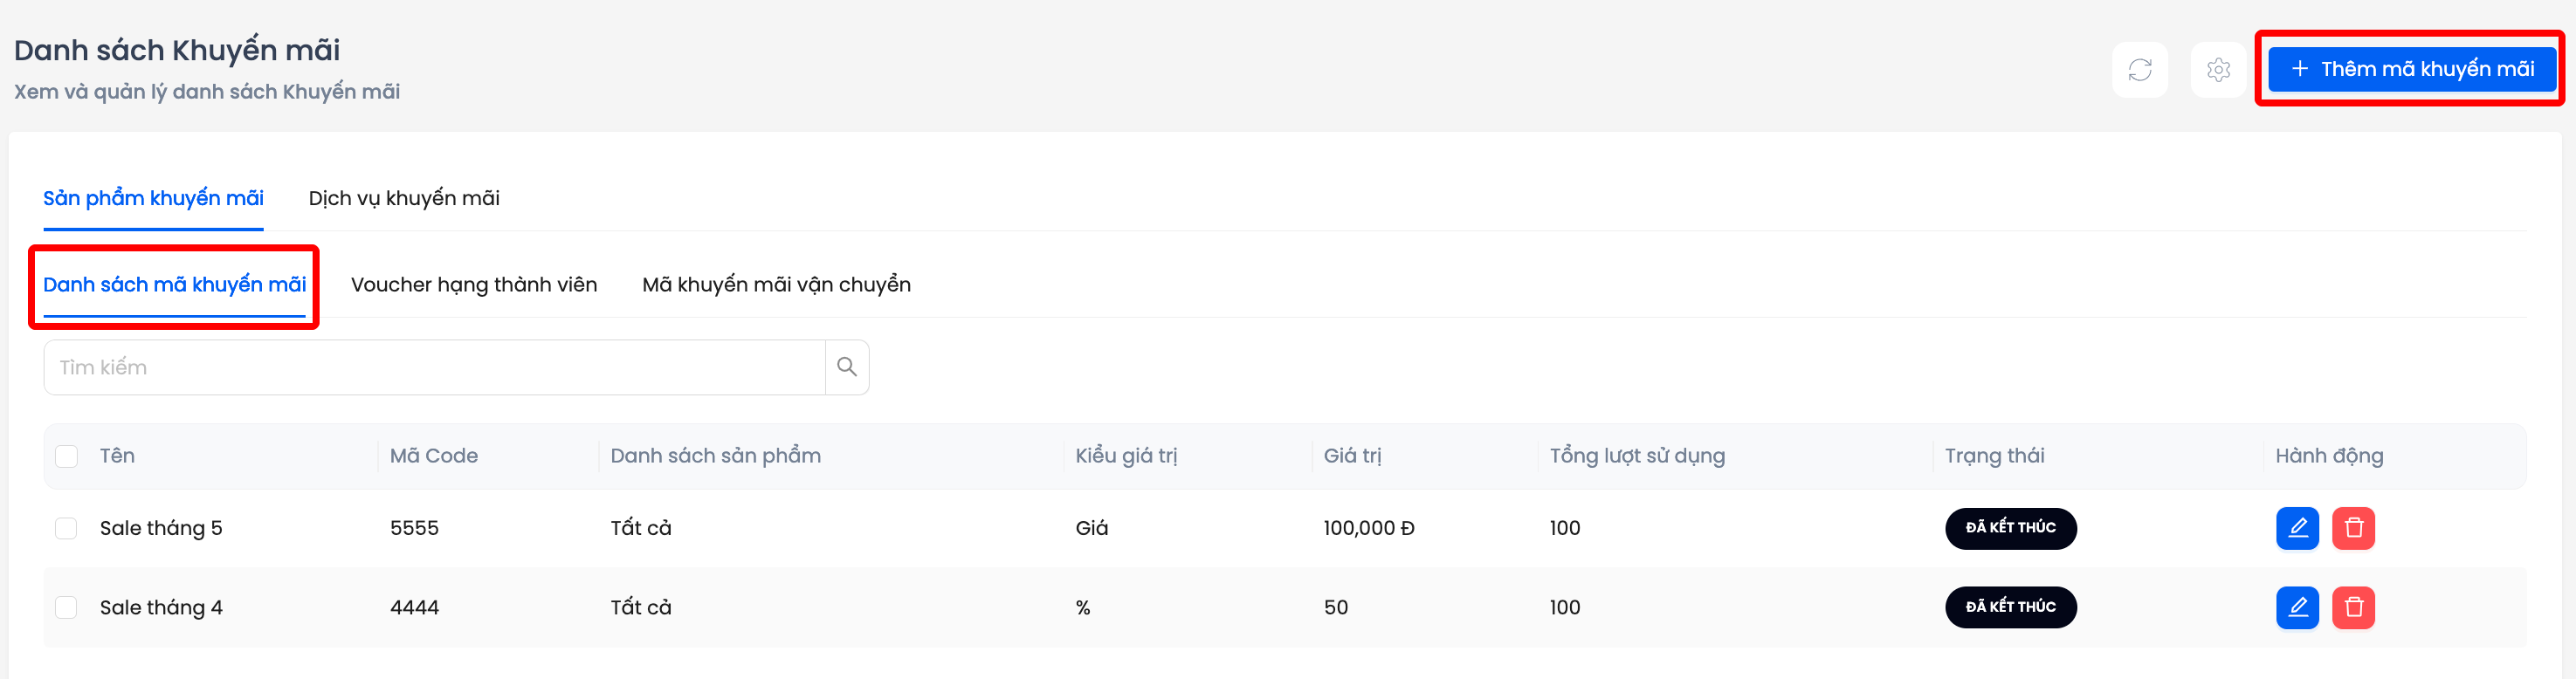 Danh sách Khuyến mãi
Xem và quản lý danh sách Khuyến mãi
Thêm mã khuyến mãi
Sản phẩm khuyến mãi Dịch vụ khuyến mãi
Danh sách mã khuyến mãi Voucher hạng thành viên Mã khuyến mãi vận chuyển
Tìm kiếm
Tên Mã Code Danh sách sản phẩm Kiểu giá trị Giá trị Tổng lượt sử dụng Trạng thái Hành động
Sale tháng 5 5555 Tất cả Giá 100,000 Đ 100 ĐÃ KẾT THÚC
Sale tháng 4 4444 Tất cả % 50 100 ĐÃ KẾT THÚC